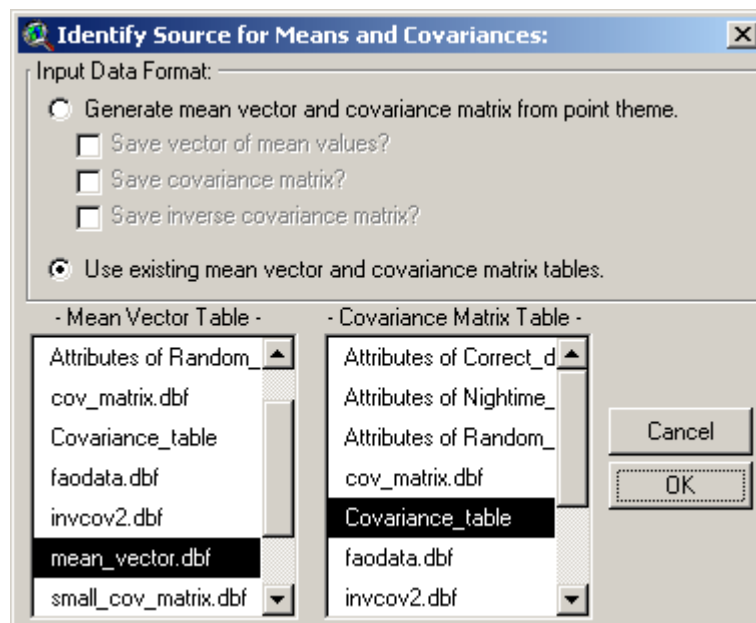 Identify Source for Means and Covariances:
Input Data Format:
Generate mean vector and covariance matrix from point theme.
Save vector of mean values?
Save covariance matrix?
Save inverse covariance matrix?
Use existing mean vector and covariance matrix tables.
- Mean Vector Table -
Attributes of Random_
cov_matrix.dbf
Covariance_table
faodata.dbf
invcov2.dbf
mean_vector.dbf
small_cov_matrix.dbf
- Covariance Matrix Table -
Attributes of Correct_d
Attributes of Nightime_
Attributes of Random_
cov_matrix.dbf
Covariance_table
faodata.dbf
invcov2.dbf
Cancel
OK